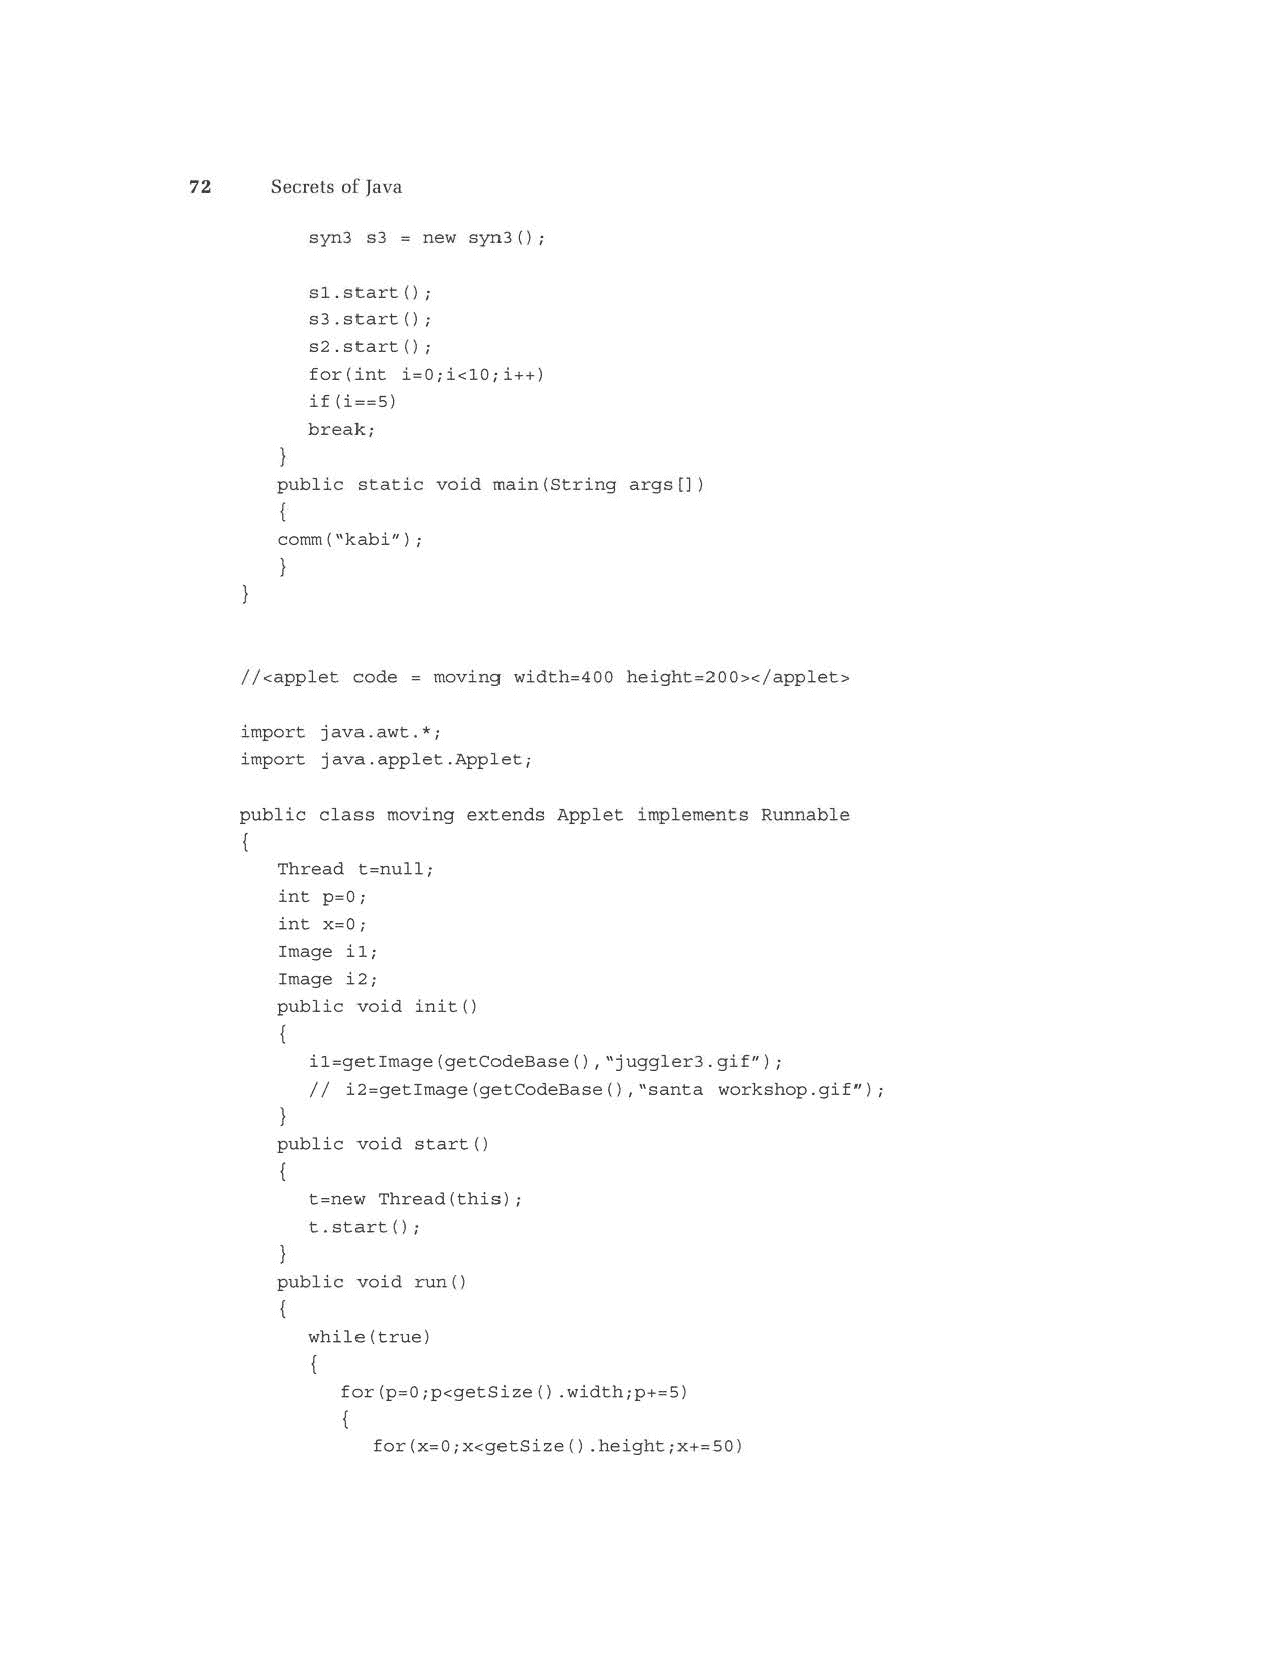 72 Secrets of Java
syn3 s3 = new syn3();
s1.start();
s3.start();
s2.start();
for(int i=0;i<10;i++)
if(i==5)
break;
}
public static void main(String args[])
{
comm(“kabi”);
}
}
//<applet code = moving width=400 height=200></applet>
import java.awt.*;
import java.applet.Applet;
public class moving extends Applet implements Runnable
{
Thread t=null;
int p=0;
int x=0;
Image i1;
Image i2;
public void init()
{
i1=getImage(getCodeBase(),“juggler3.gif”);
// i2=getImage(getCodeBase(),“santa workshop.gif”);
}
public void start()
{
t=new Thread(this);
t.start();
}
public void run()
{
while(true)
{
for(p=0;p<getSize().width;p+=5)
{
for(x=0;x<getSize().height;x+=50)